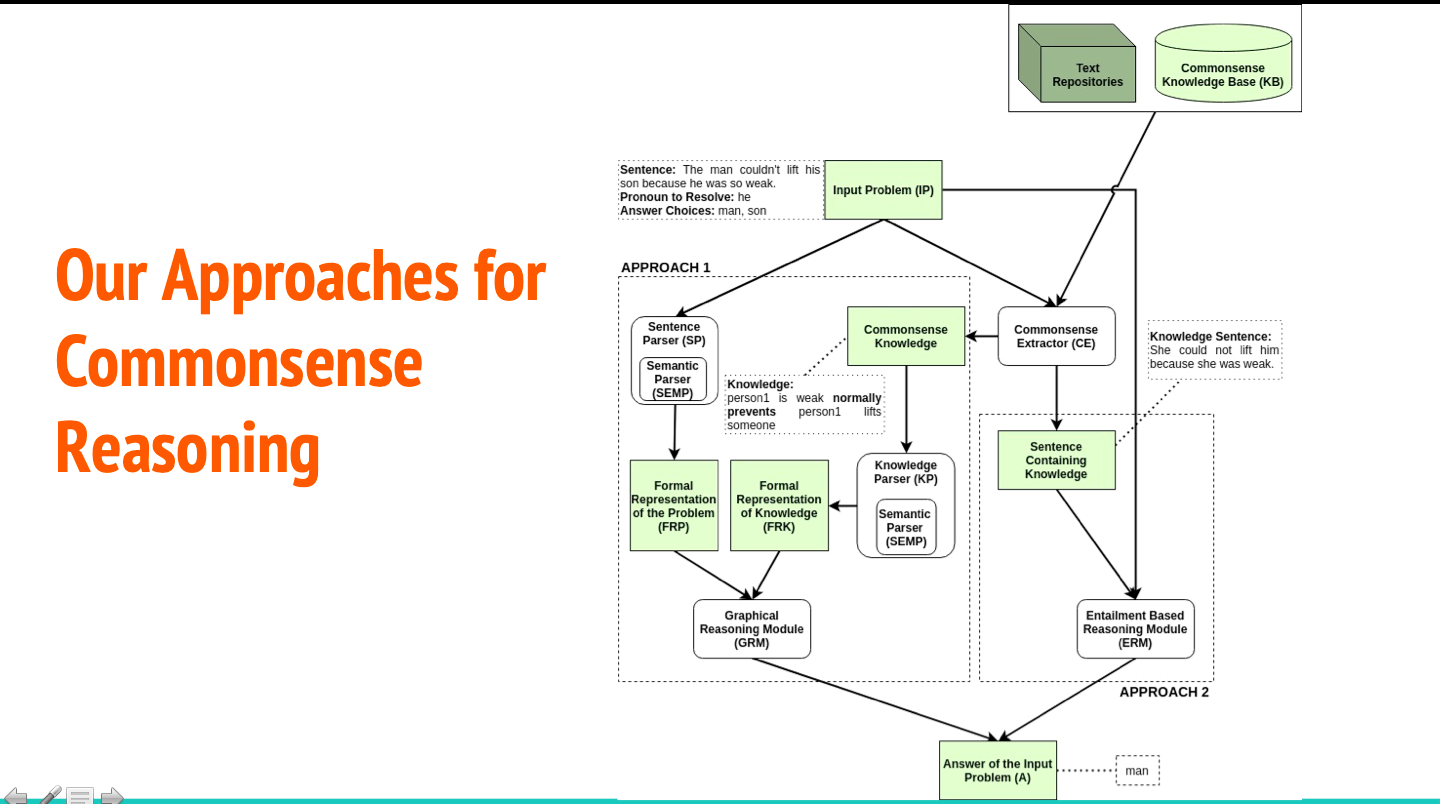 Our Approaches for
Commonsense
Reasoning
Text
Repositories
Commonsense
Knowledge Base (KB)
Sentence: The man couldn't lift his
son because he was so weak.
Pronoun to Resolve: he
Answer Choices: man, son
Input Problem (IP)
APPROACH 1
Sentence
Parser (SP)
Semantic
Parser
(SEMP)
Commonsense
Knowledge
Commonsense
Extractor (CE)
Knowledge Sentence:
She could not lift him
because she was weak.
Knowledge:
person1 is weak normally
prevents person1 lifts
someone
Formal
Representation
of the Problem
(FRP)
Formal
Representation
of Knowledge
(FRK)
Knowledge
Parser (KP)
Semantic
Parser
(SEMP)
Sentence
Containing
Knowledge
Graphical
Reasoning Module
(GRM)
Entailment Based
Reasoning Module
(ERM)
APPROACH 2
Answer of the Input
Problem (A)
man